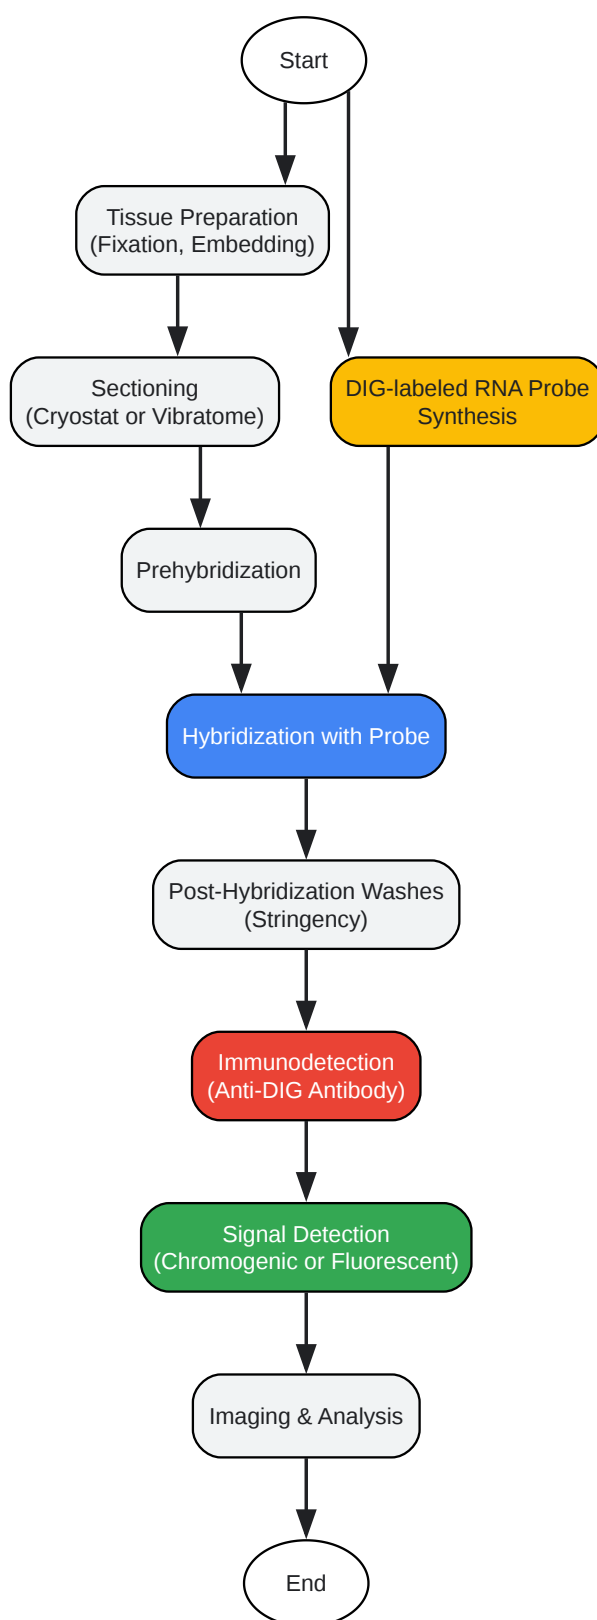 Start
Tissue Preparation
(Fixation, Embedding)
Sectioning
(Cryostat or Vibratome)
DIG-labeled RNA Probe
Synthesis
Prehybridization
Hybridization with Probe
Post-Hybridization Washes
(Stringency)
Immunodetection
(Anti-DIG Antibody)
Signal Detection
(Chromogenic or Fluorescent)
Imaging & Analysis
End